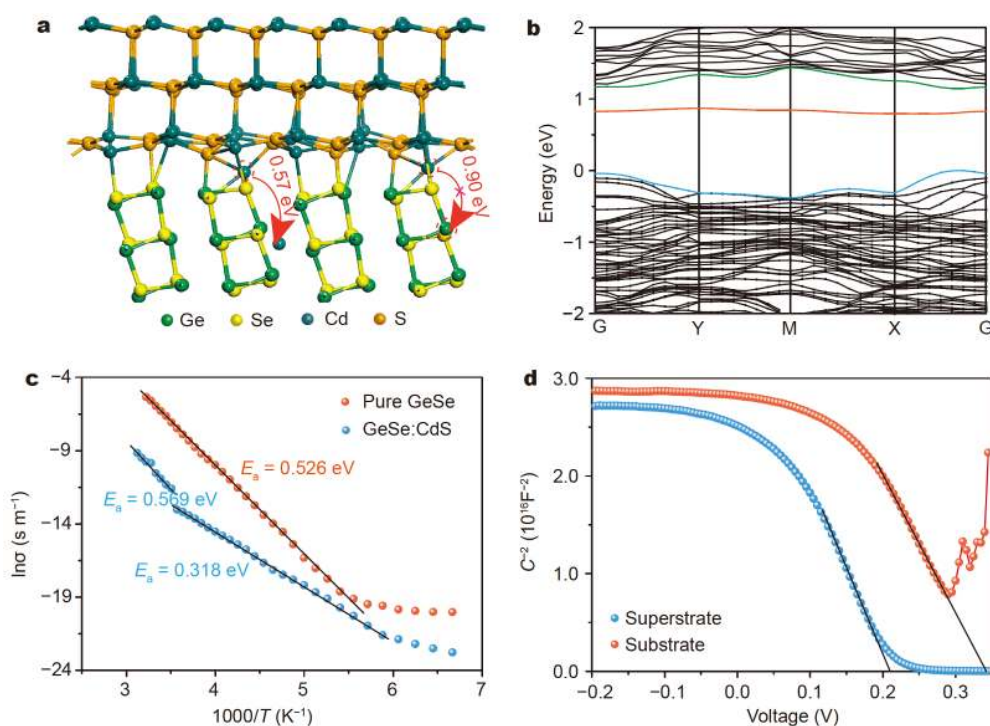 a
0.57 eV
0.90 eV
Ge Se Cd S
b
Energy (eV)
2
1
0
−1
−2
G Y M X G
c
lnσ (s m⁻¹)
−4
−9
−14
−19
−24
Pure GeSe
GeSe:CdS
Eₐ = 0.526 eV
Eₐ = 0.569 eV
Eₐ = 0.318 eV
3 4 5 6 7
1000/T (K⁻¹)
d
C⁻² (10¹⁶F⁻²)
3.0
2.0
1.0
0.0
Superstrate
Substrate
−0.2 −0.1 0.0 0.1 0.2 0.3
Voltage (V)